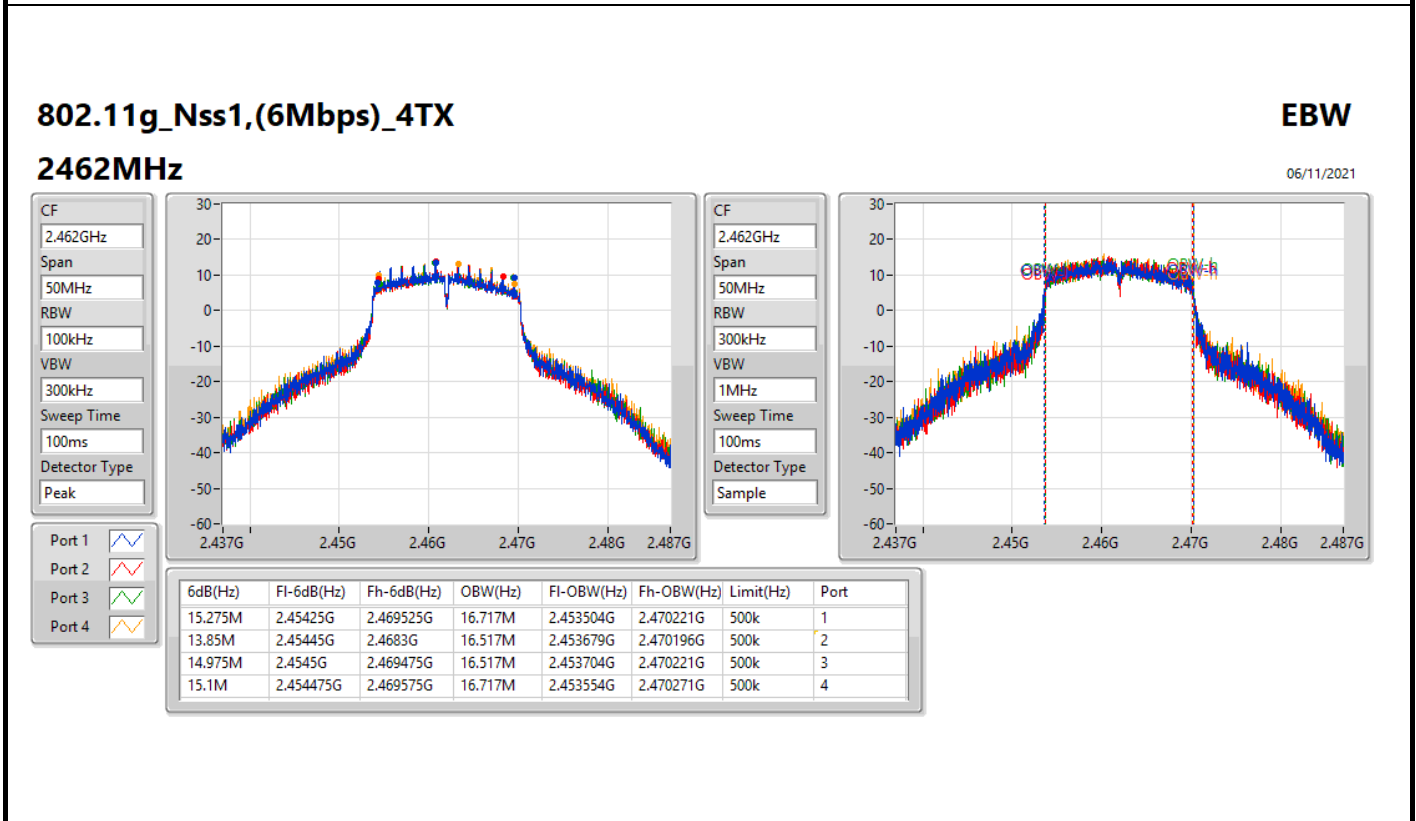 802.11g_Nss1,(6Mbps)_4TX EBW
2462MHz 06/11/2021
CF
2.462GHz
Span
50MHz
RBW
100kHz
VBW
300kHz
Sweep Time
100ms
Detector Type
Peak
30
20
10
0
-10
-20
-30
-40
-50
-60
2.437G 2.45G 2.46G 2.47G 2.48G 2.487G
CF
2.462GHz
Span
50MHz
RBW
300kHz
VBW
1MHz
Sweep Time
100ms
Detector Type
Sample
30
20
10
0
-10
-20
-30
-40
-50
-60
OBW-h
2.437G 2.45G 2.46G 2.47G 2.48G 2.487G
Port 1
Port 2
Port 3
Port 4
6dB(Hz) Fl-6dB(Hz) Fh-6dB(Hz) OBW(Hz) Fl-OBW(Hz) Fh-OBW(Hz) Limit(Hz) Port
15.275M 2.45425G 2.469525G 16.717M 2.453504G 2.470221G 500k 1
13.85M 2.45445G 2.4683G 16.517M 2.453679G 2.470196G 500k 2
14.975M 2.4545G 2.469475G 16.517M 2.453704G 2.470221G 500k 3
15.1M 2.454475G 2.469575G 16.717M 2.453554G 2.470271G 500k 4